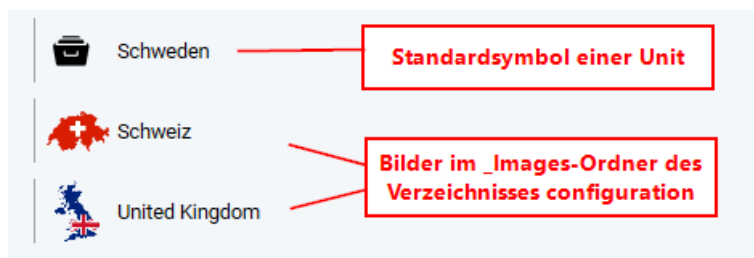 Schweden
Standardsymbol einer Unit
Schweiz
Bilder im _Images-Ordner des
Verzeichnisses configuration
United Kingdom